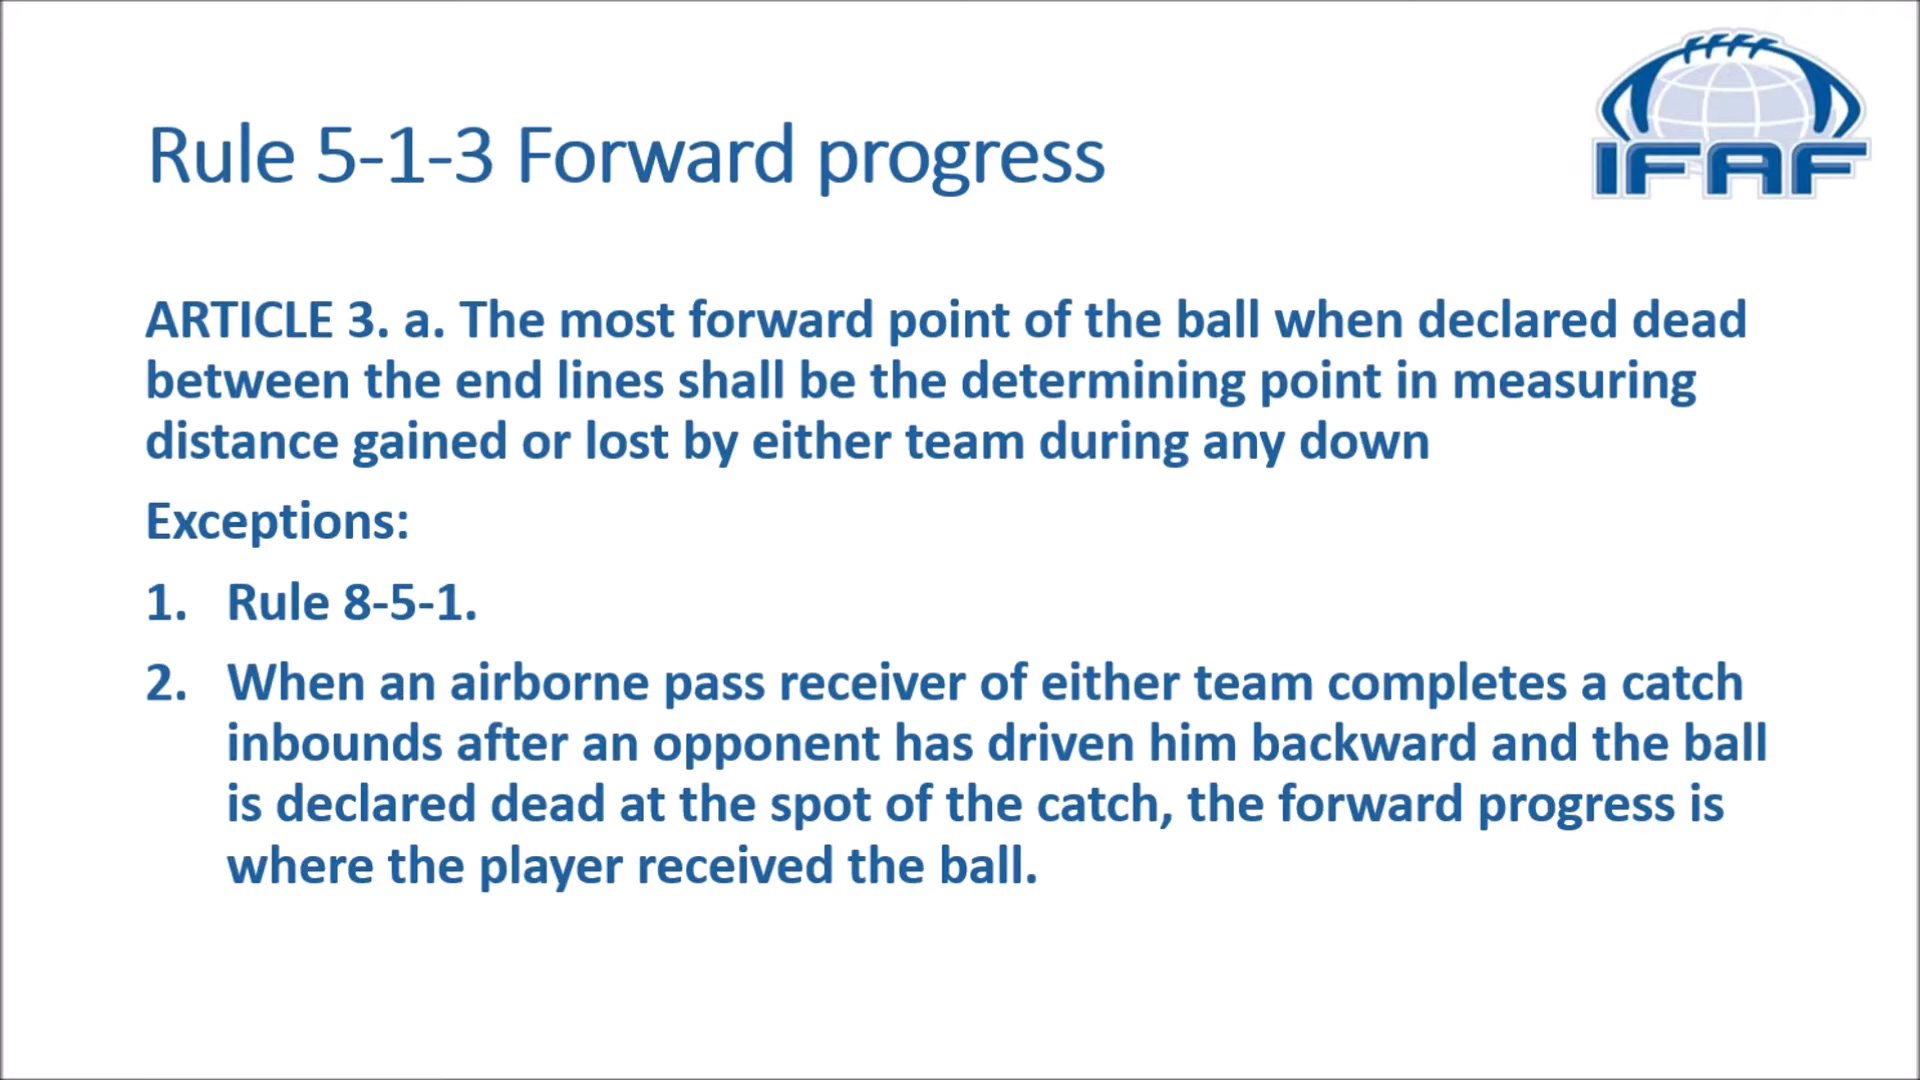 Rule 5-1-3 Forward progress
IFAF
ARTICLE 3. a. The most forward point of the ball when declared dead
between the end lines shall be the determining point in measuring
distance gained or lost by either team during any down
Exceptions:
1. Rule 8-5-1.
2. When an airborne pass receiver of either team completes a catch
inbounds after an opponent has driven him backward and the ball
is declared dead at the spot of the catch, the forward progress is
where the player received the ball.